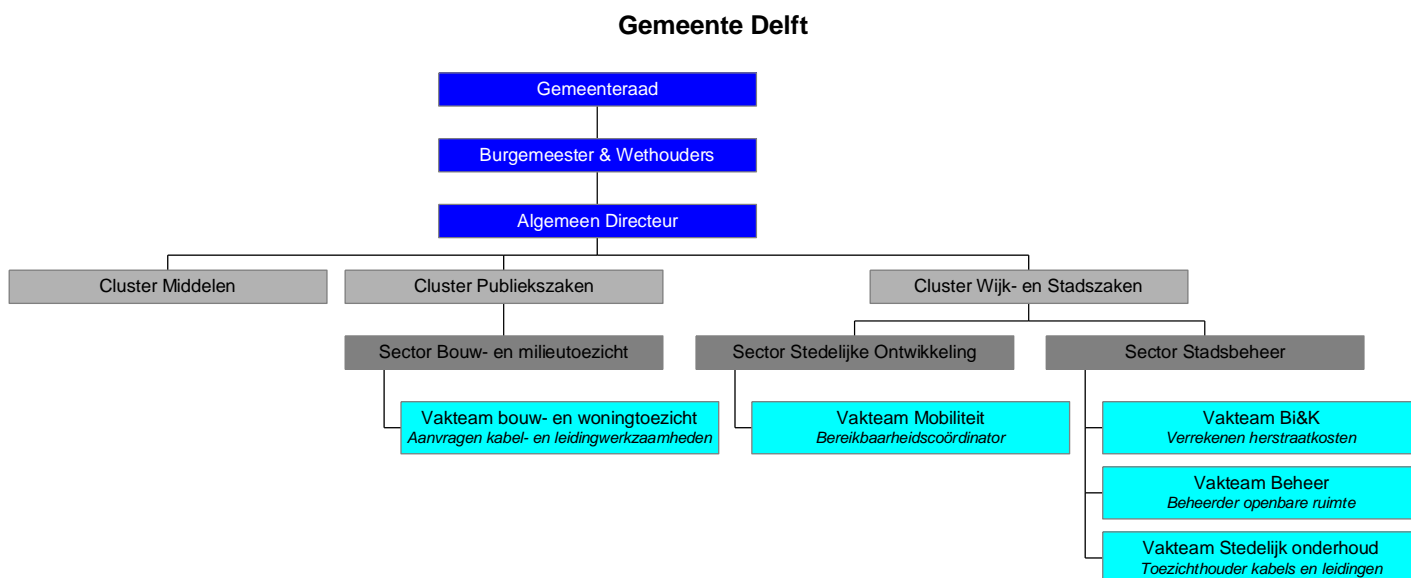 Gemeente Delft
Gemeenteraad
Burgemeester & Wethouders
Algemeen Directeur
Cluster Middelen
Cluster Publiekszaken
Cluster Wijk- en Stadszaken
Sector Bouw- en milieutoezicht
Sector Stedelijke Ontwikkeling
Sector Stadsbeheer
Vakteam bouw- en woningtoezicht
Aanvragen kabel- en leidingwerkzaamheden
Vakteam Mobiliteit
Bereikbaarheidscoördinator
Vakteam Bi&K
Verrekenen herstraatkosten
Vakteam Beheer
Beheerder openbare ruimte
Vakteam Stedelijk onderhoud
Toezichthouder kabels en leidingen